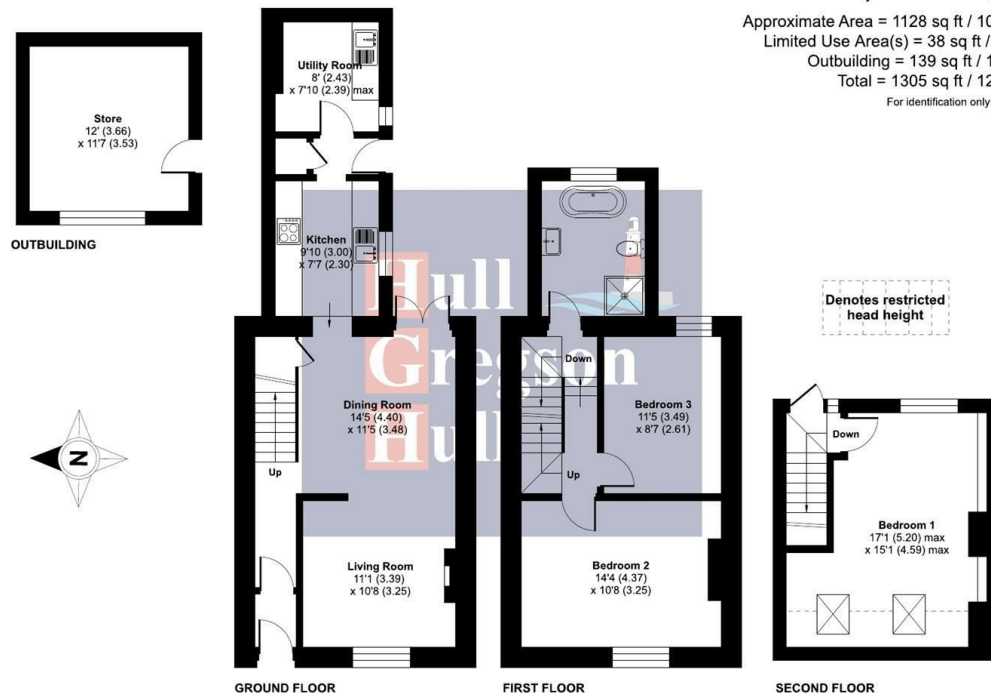 Approximate Area = 1128 sq ft / 10
Limited Use Area(s) = 38 sq ft /
Outbuilding = 139 sq ft / 1
Total = 1305 sq ft / 12
For identification only
Store
12' (3.66)
x 11'7 (3.53)
OUTBUILDING
Utility Room
8' (2.43)
x 7'10 (2.39) max
Kitchen
9'10 (3.00)
x 7'7 (2.30)
Hull
Gregson
Hull
Denotes restricted
head height
Dining Room
14'5 (4.40)
x 11'5 (3.48)
Up
Living Room
11'1 (3.39)
x 10'8 (3.25)
GROUND FLOOR
Down
Bedroom 3
11'5 (3.49)
x 8'7 (2.61)
Up
Bedroom 2
14'4 (4.37)
x 10'8 (3.25)
FIRST FLOOR
Down
Bedroom 1
17'1 (5.20) max
x 15'1 (4.59) max
SECOND FLOOR
N